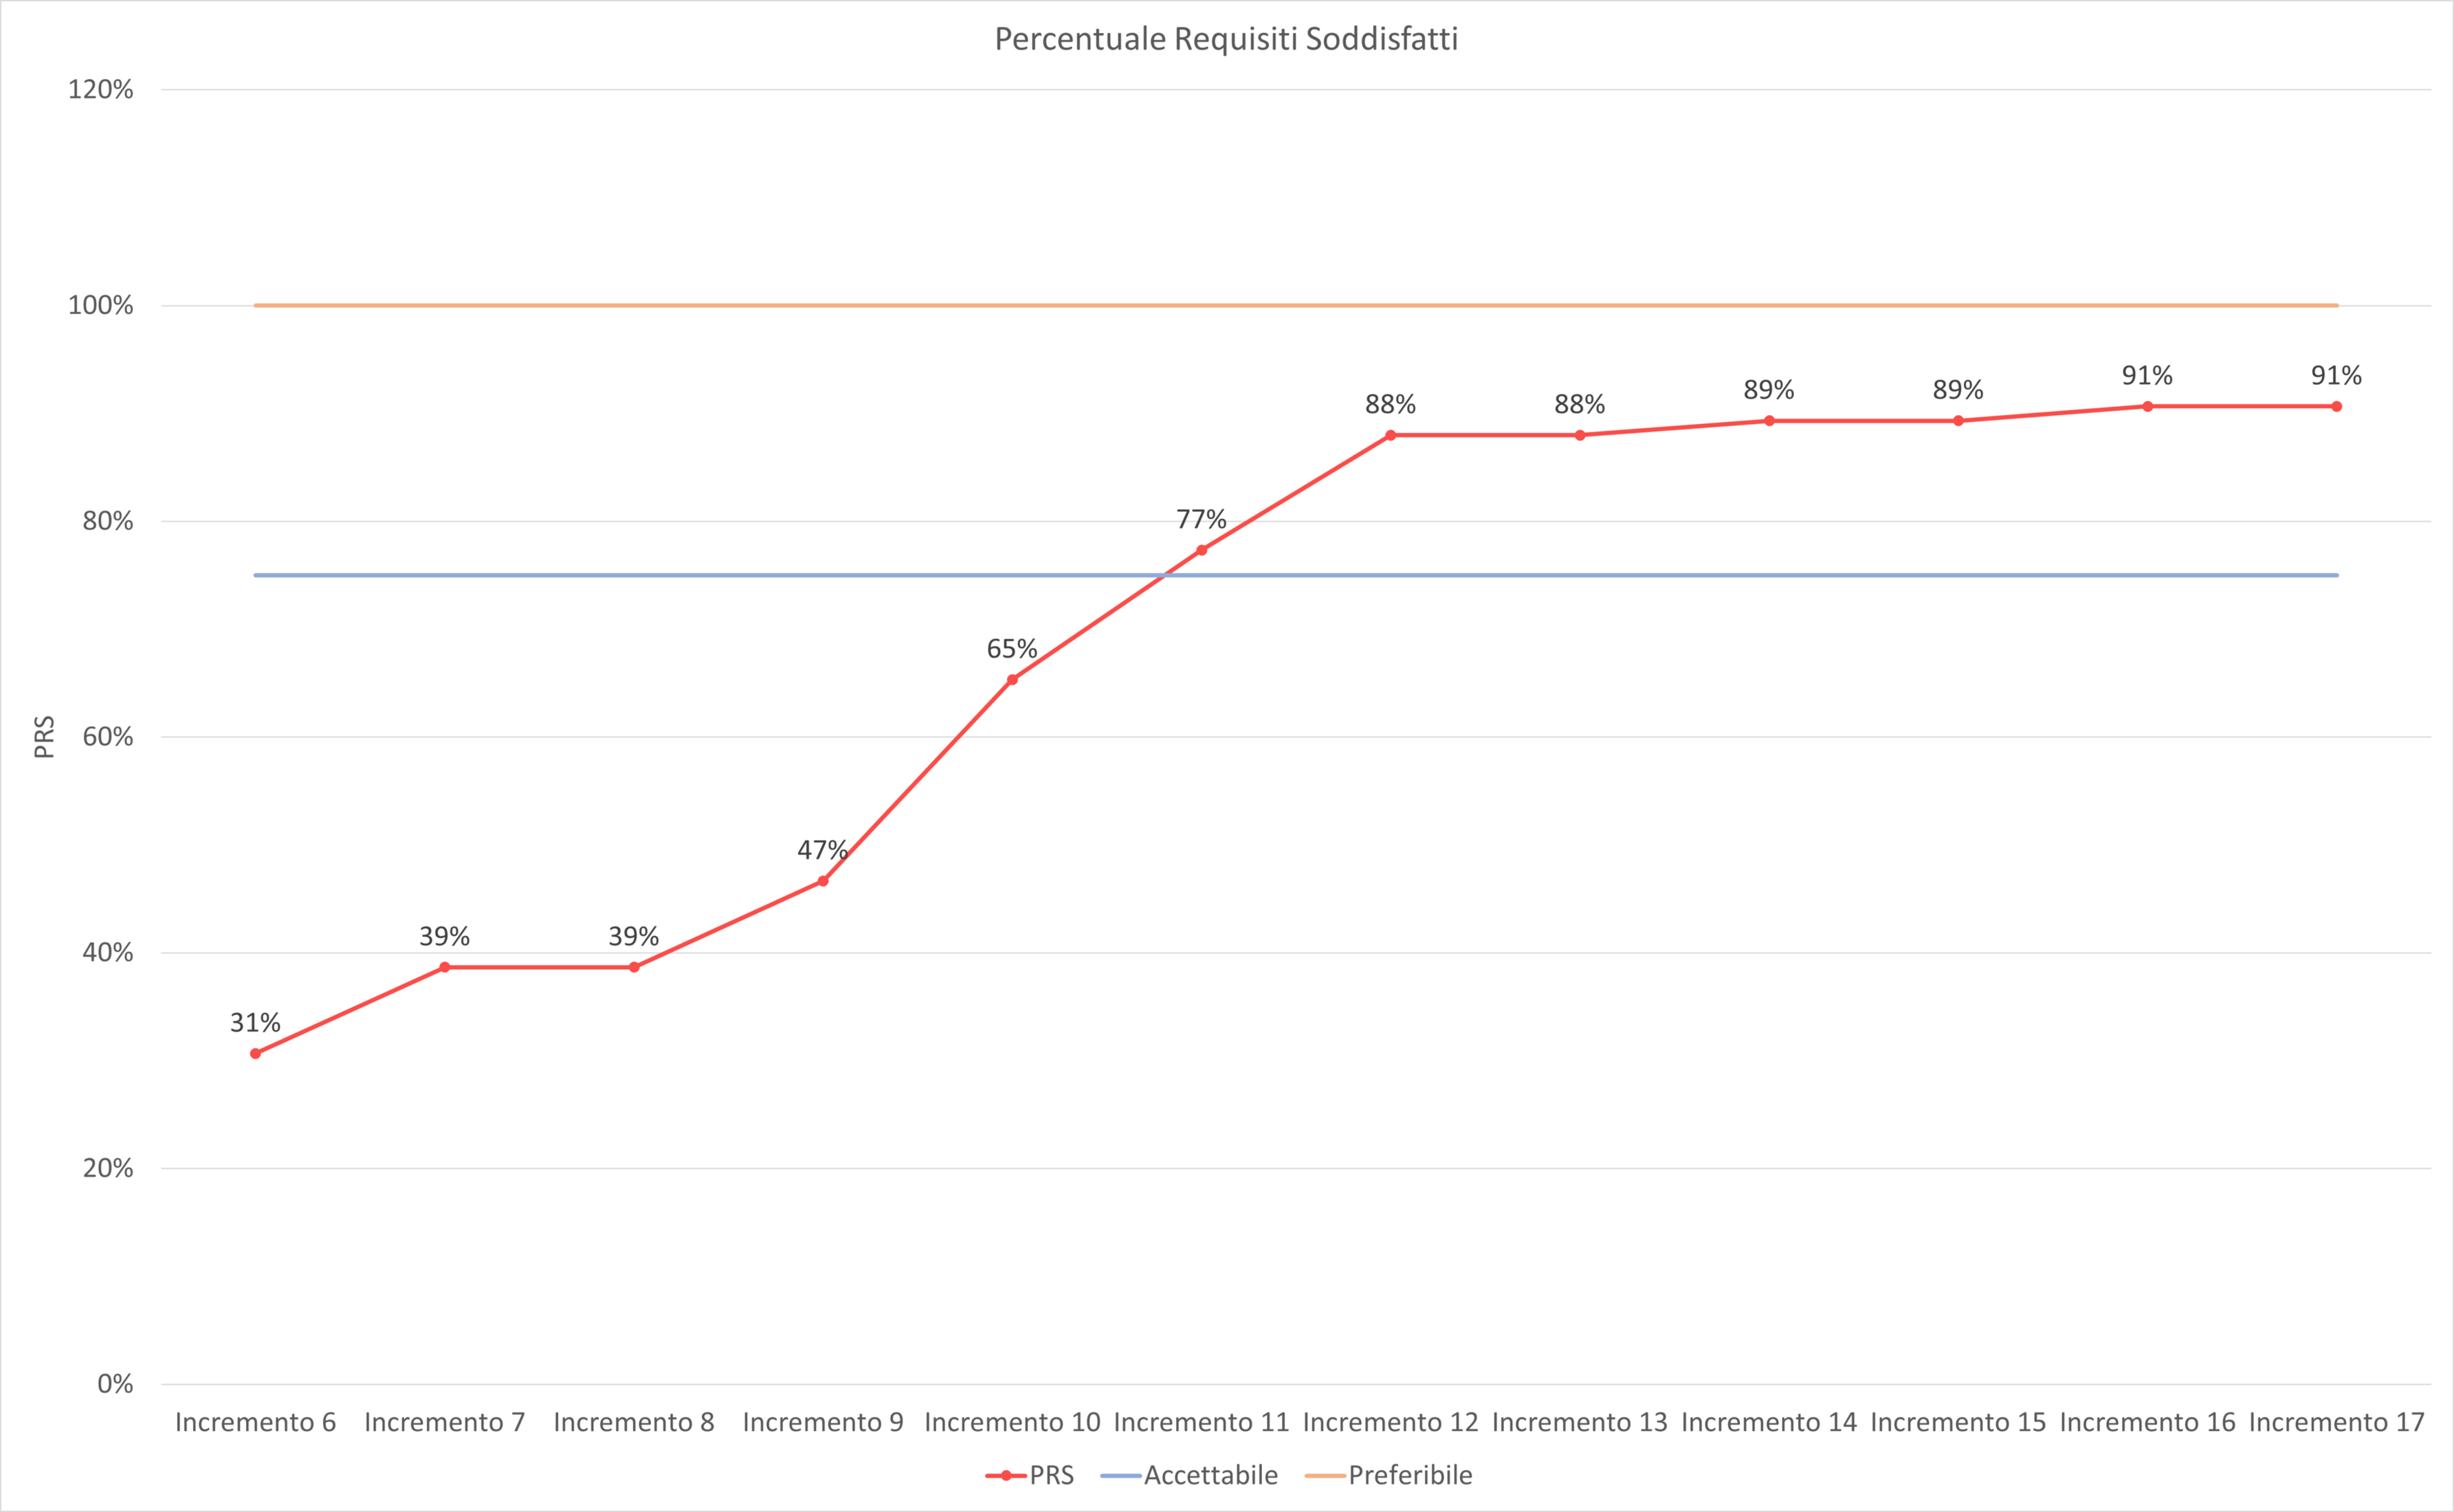 Percentuale Requisiti Soddisfatti
120%
100%
80%
60%
40%
20%
0%
PRS
31%
39%
39%
47%
65%
77%
88%
88%
89%
89%
91%
91%
Incremento 6
Incremento 7
Incremento 8
Incremento 9
Incremento 10
Incremento 11
Incremento 12
Incremento 13
Incremento 14
Incremento 15
Incremento 16
Incremento 17
PRS
Accettabile
Preferibile